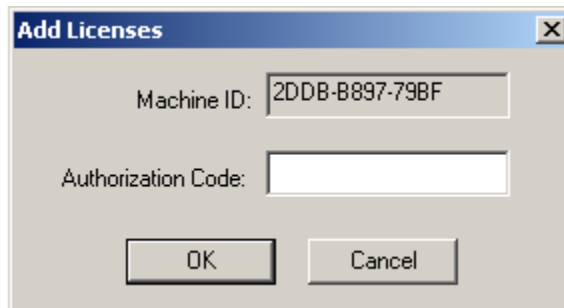 Add Licenses
Machine ID: 2DDB-B897-79BF
Authorization Code:
OK Cancel